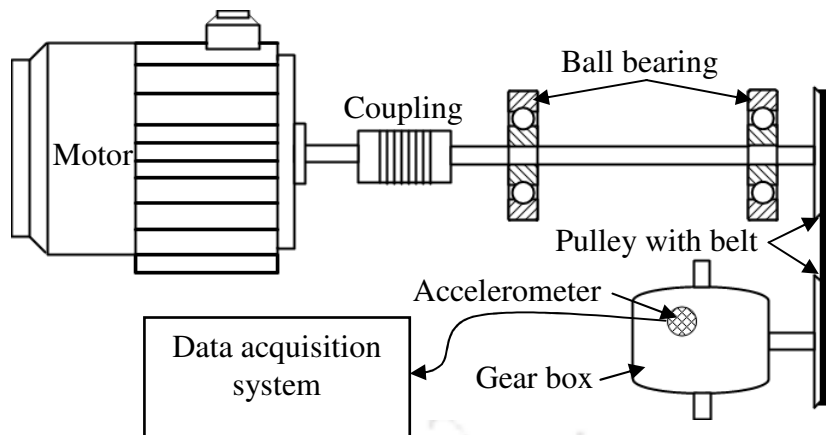 Ball bearing
Coupling
Motor
Pulley with belt
Accelerometer
Data acquisition
system
Gear box